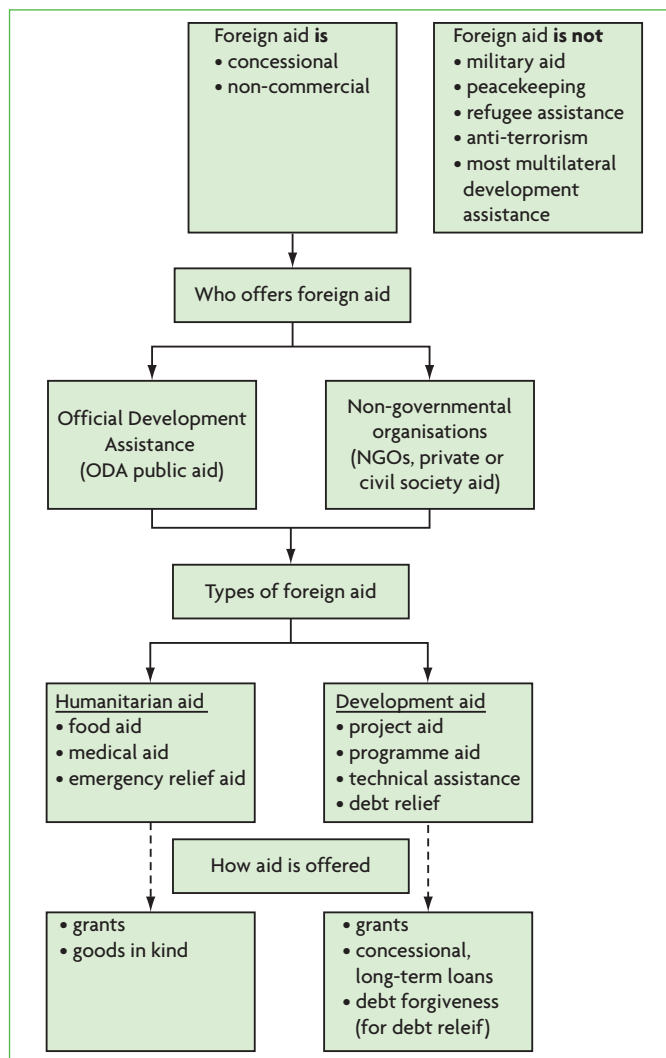 Foreign aid is
• concessional
• non-commercial
Foreign aid is not
• military aid
• peacekeeping
• refugee assistance
• anti-terrorism
• most multilateral
development
assistance
Who offers foreign aid
Official Development
Assistance
(ODA public aid)
Non-governmental
organisations
(NGOs, private or
civil society aid)
Types of foreign aid
Humanitarian aid
• food aid
• medical aid
• emergency relief aid
Development aid
• project aid
• programme aid
• technical assistance
• debt relief
How aid is offered
• grants
• goods in kind
• grants
• concessional,
long-term loans
• debt forgiveness
(for debt releif)